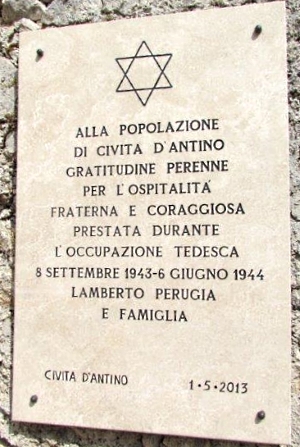 ALLA POPOLAZIONE
DI CIVITA D'ANTINO
GRATITUDINE PERENNE
PER L'OSPITALITÀ
FRATERNA E CORAGGIOSA
PRESTATA DURANTE
L'OCCUPAZIONE TEDESCA
8 SETTEMBRE 1943-6 GIUGNO 1944
LAMBERTO PERUGIA
E FAMIGLIA
CIVITA D'ANTINO 1·5·2013